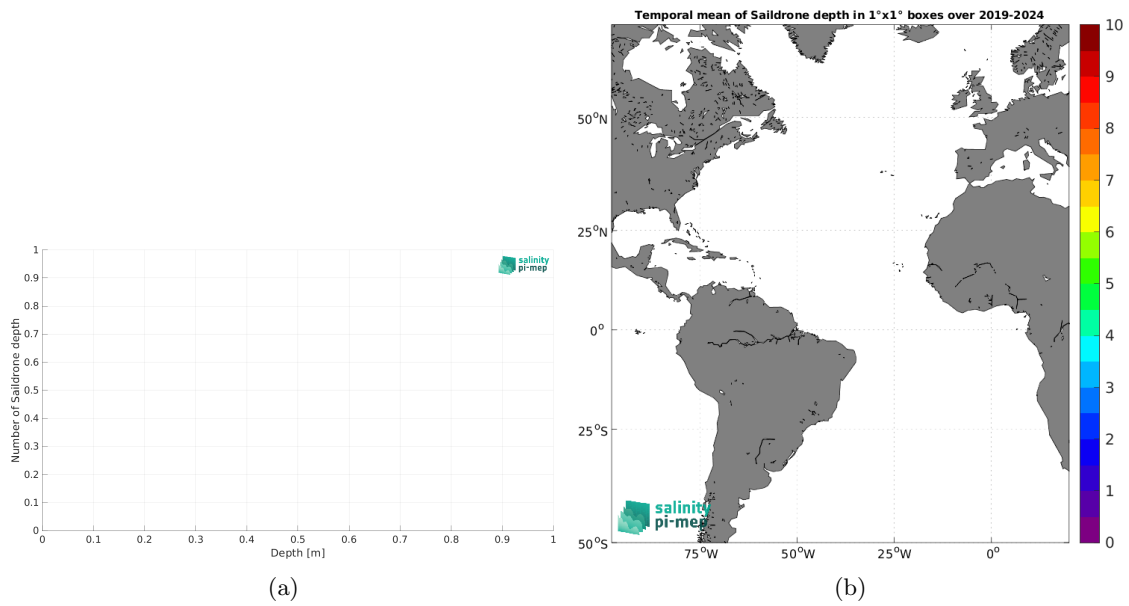 Temporal mean of Saildrone depth in 1°x1° boxes over 2019-2024
salinity
pi-mep
Number of Saildrone depth
1
0.9
0.8
0.7
0.6
0.5
0.4
0.3
0.2
0.1
0
0 0.1 0.2 0.3 0.4 0.5 0.6 0.7 0.8 0.9 1
Depth [m]
(a)
50°N
25°N
0°
25°S
50°S
75°W 50°W 25°W 0°
salinity
pi-mep
10
9
8
7
6
5
4
3
2
1
0
(b)